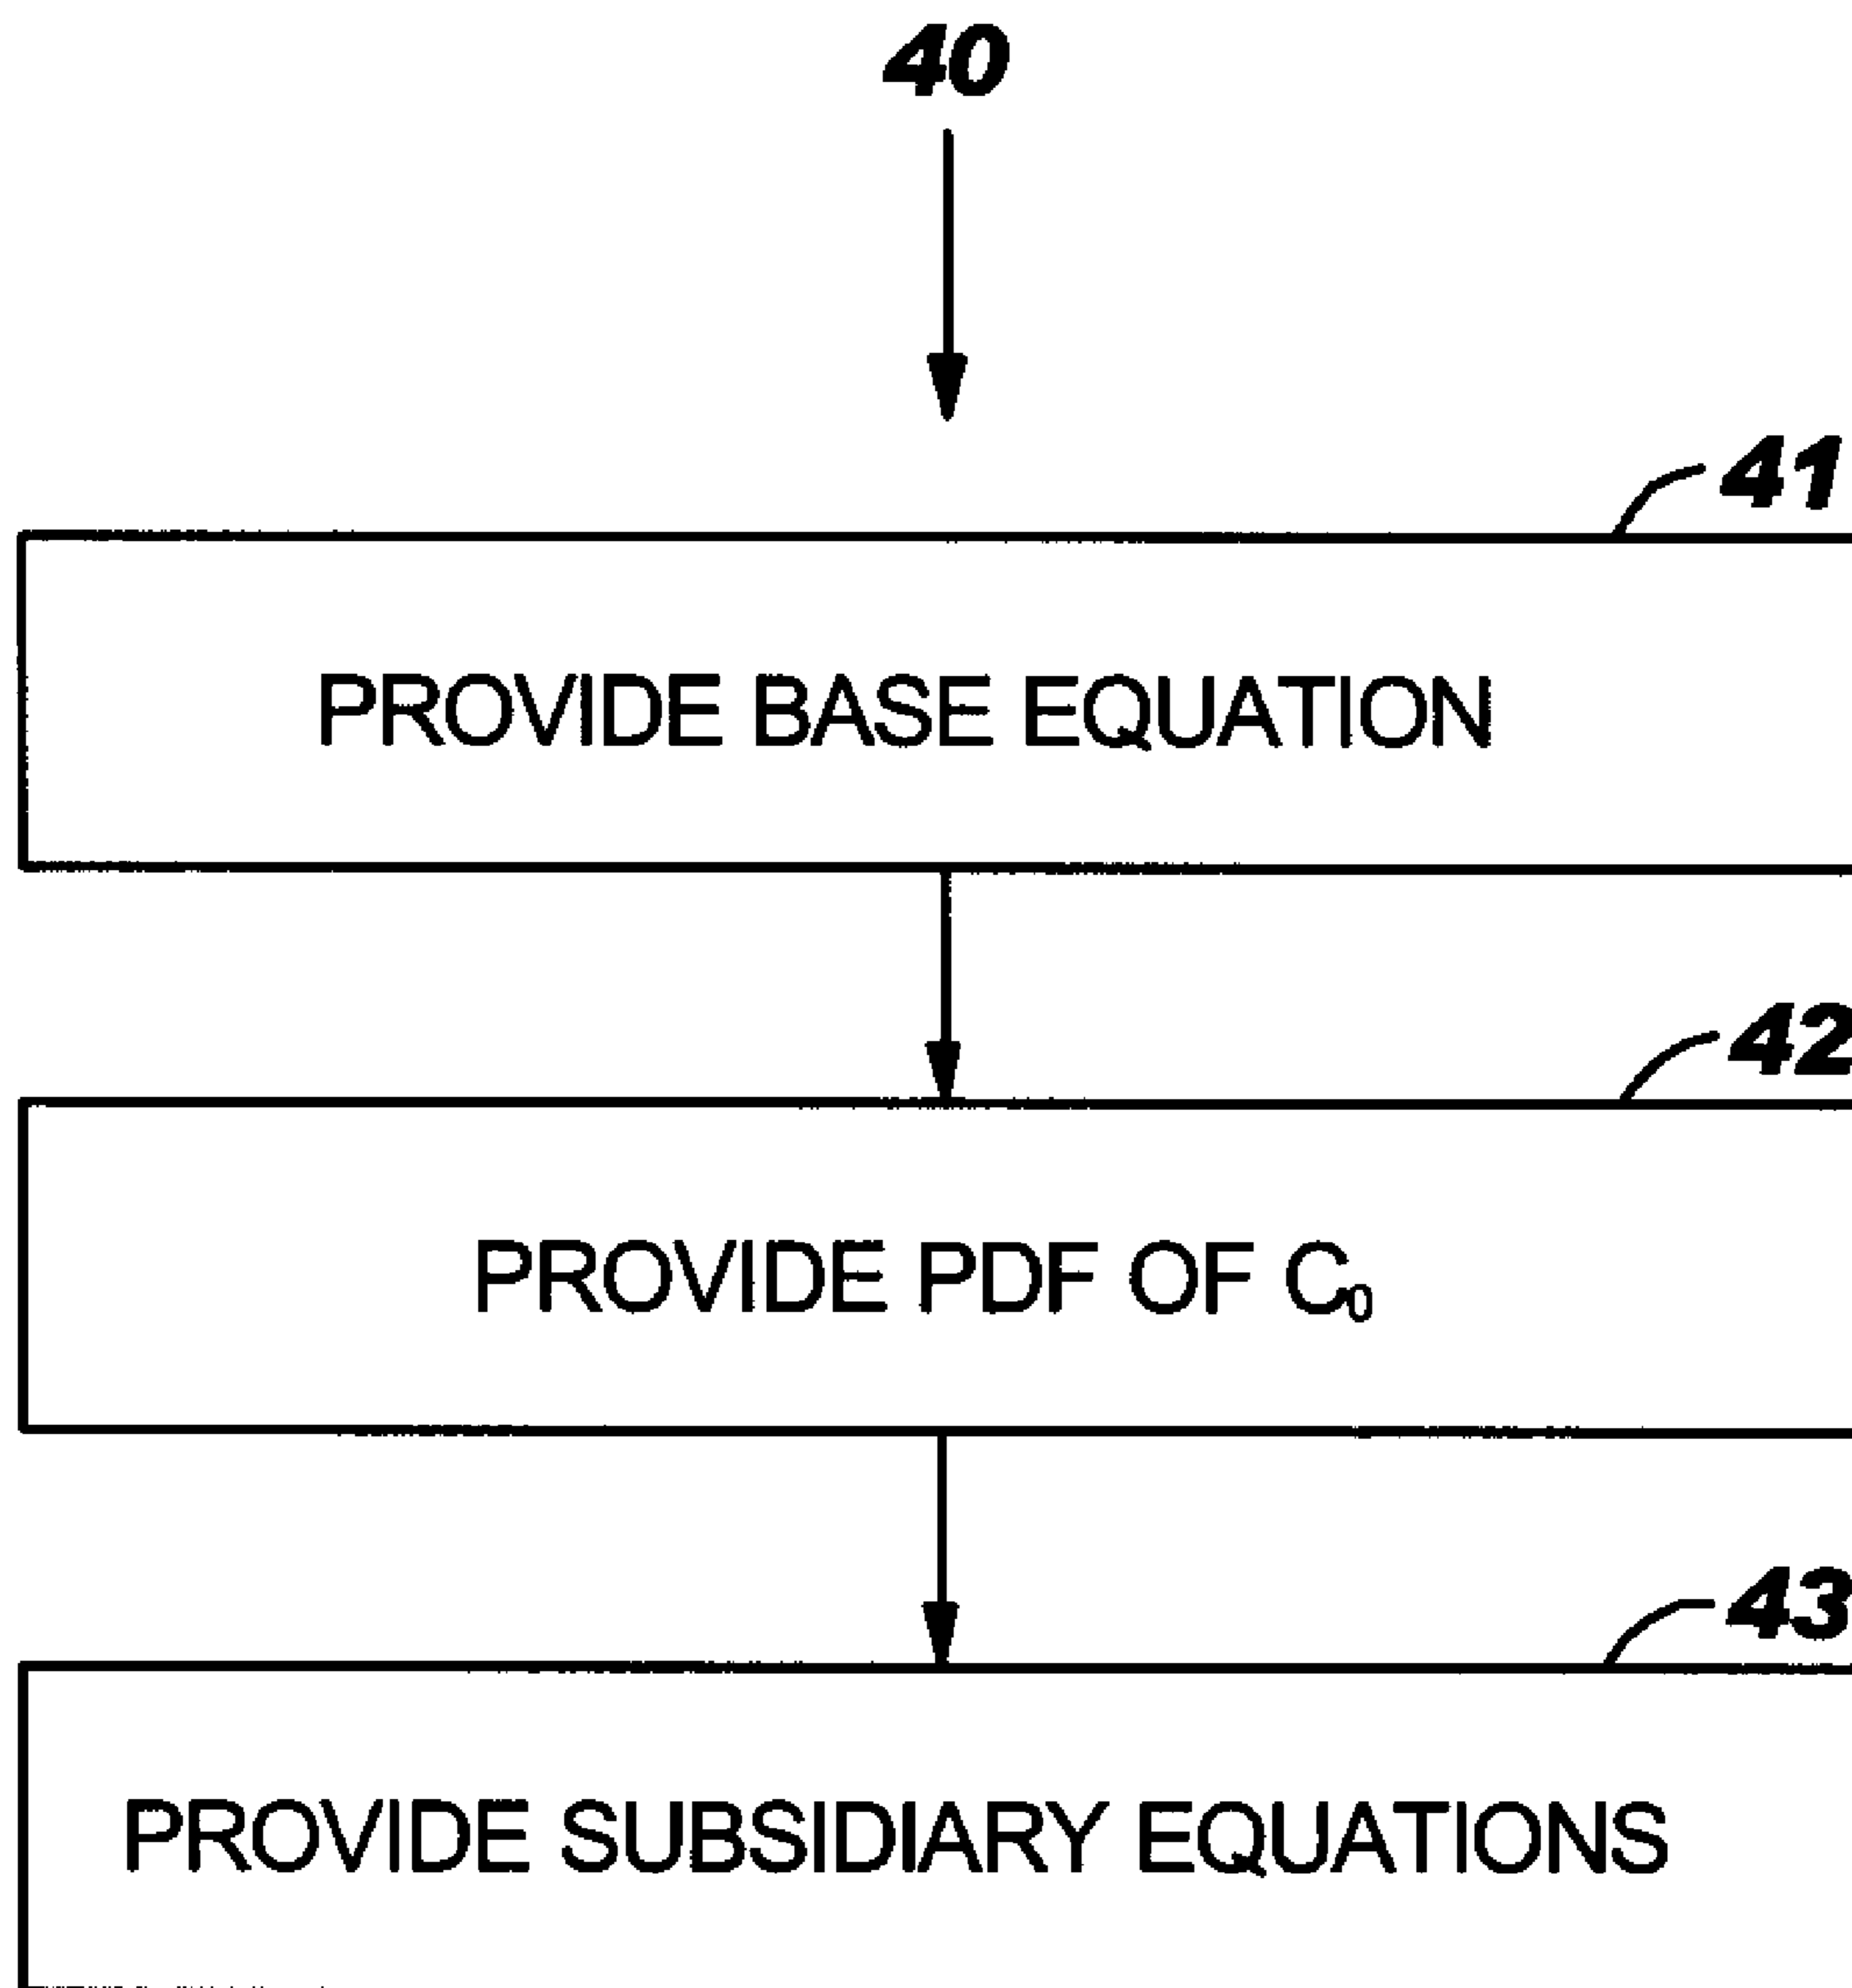 40
41
PROVIDE BASE EQUATION
42
PROVIDE PDF OF C₀
43
PROVIDE SUBSIDIARY EQUATIONS